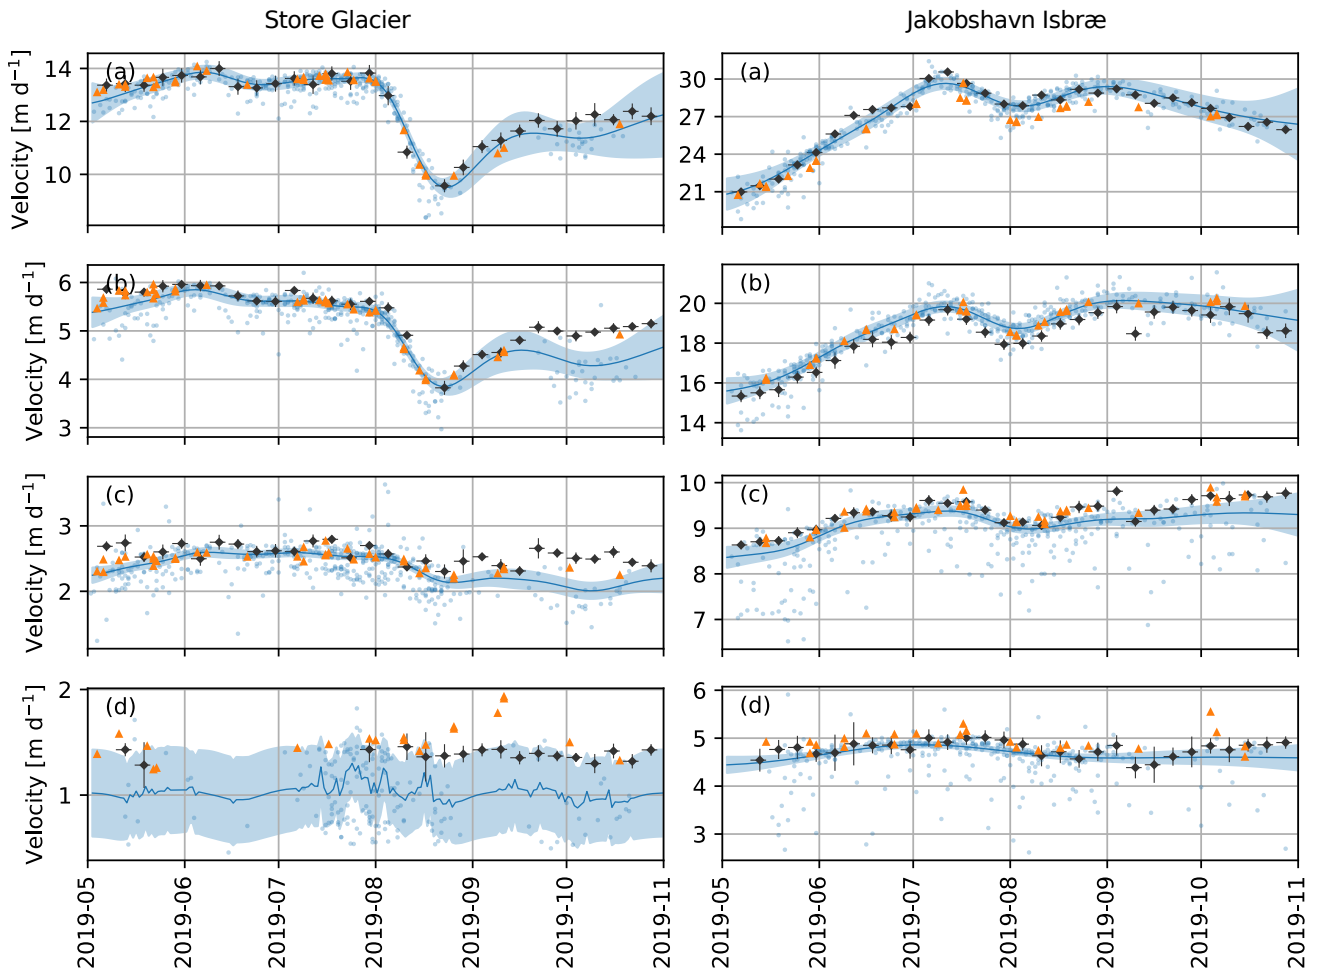 Store Glacier
Jakobshavn Isbræ
Velocity [m d⁻¹]
14
12
10
(a)
30
27
24
21
(a)
Velocity [m d⁻¹]
6
5
4
3
(b)
20
18
16
14
(b)
Velocity [m d⁻¹]
3
2
(c)
10
9
8
7
(c)
Velocity [m d⁻¹]
2
1
(d)
6
5
4
3
(d)
2019-05
2019-06
2019-07
2019-08
2019-09
2019-10
2019-11
2019-05
2019-06
2019-07
2019-08
2019-09
2019-10
2019-11